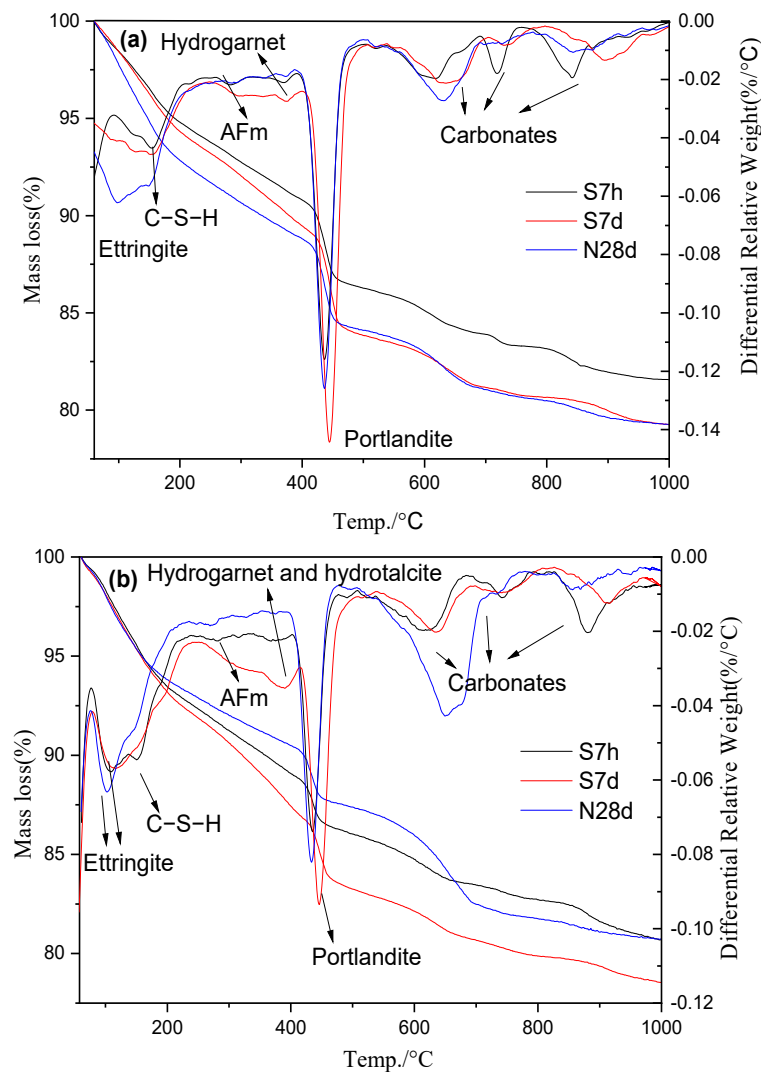 100
0.00
(a)
Hydrogarnet
-0.02
95
AFm
Carbonates
-0.04
C−S−H
S7h
-0.06
90
Ettringite
S7d
N28d
-0.08
85
-0.10
-0.12
80
Portlandite
-0.14
200
400
600
800
1000
Temp./°C
Mass loss(%)
Differential Relative Weight(%/°C)
100
0.00
(b)
Hydrogarnet and hydrotalcite
-0.02
95
AFm
Carbonates
-0.04
90
S7h
-0.06
C−S−H
S7d
Ettringite
N28d
85
-0.08
Portlandite
80
-0.10
-0.12
200
400
600
800
1000
Temp./°C
Mass loss(%)
Differential Relative Weight(%/°C)